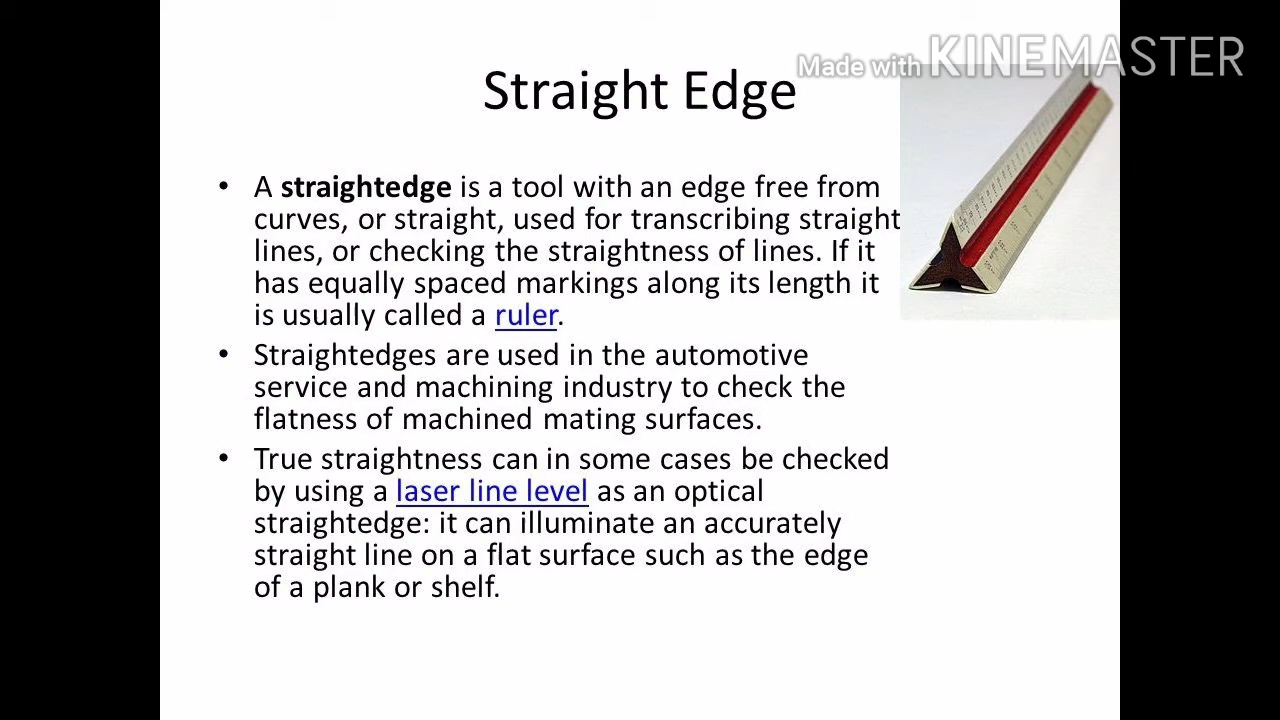 Made with KINEMASTER
Straight Edge
• A straightedge is a tool with an edge free from
curves, or straight, used for transcribing straight
lines, or checking the straightness of lines. If it
has equally spaced markings along its length it
is usually called a ruler.
• Straightedges are used in the automotive
service and machining industry to check the
flatness of machined mating surfaces.
• True straightness can in some cases be checked
by using a laser line level as an optical
straightedge: it can illuminate an accurately
straight line on a flat surface such as the edge
of a plank or shelf.